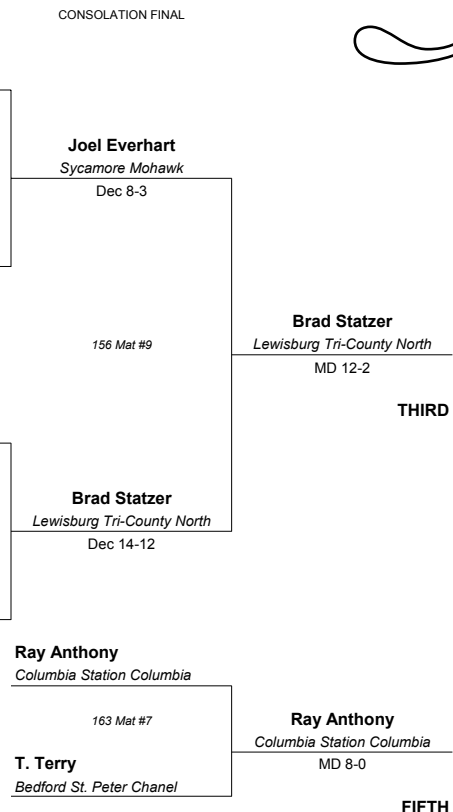 CONSOLATION FINAL
Joel Everhart
Sycamore Mohawk
Dec 8-3
156 Mat #9
Brad Statzer
Lewisburg Tri-County North
MD 12-2
THIRD
Brad Statzer
Lewisburg Tri-County North
Dec 14-12
Ray Anthony
Columbia Station Columbia
163 Mat #7
Ray Anthony
Columbia Station Columbia
MD 8-0
T. Terry
Bedford St. Peter Chanel
FIFTH